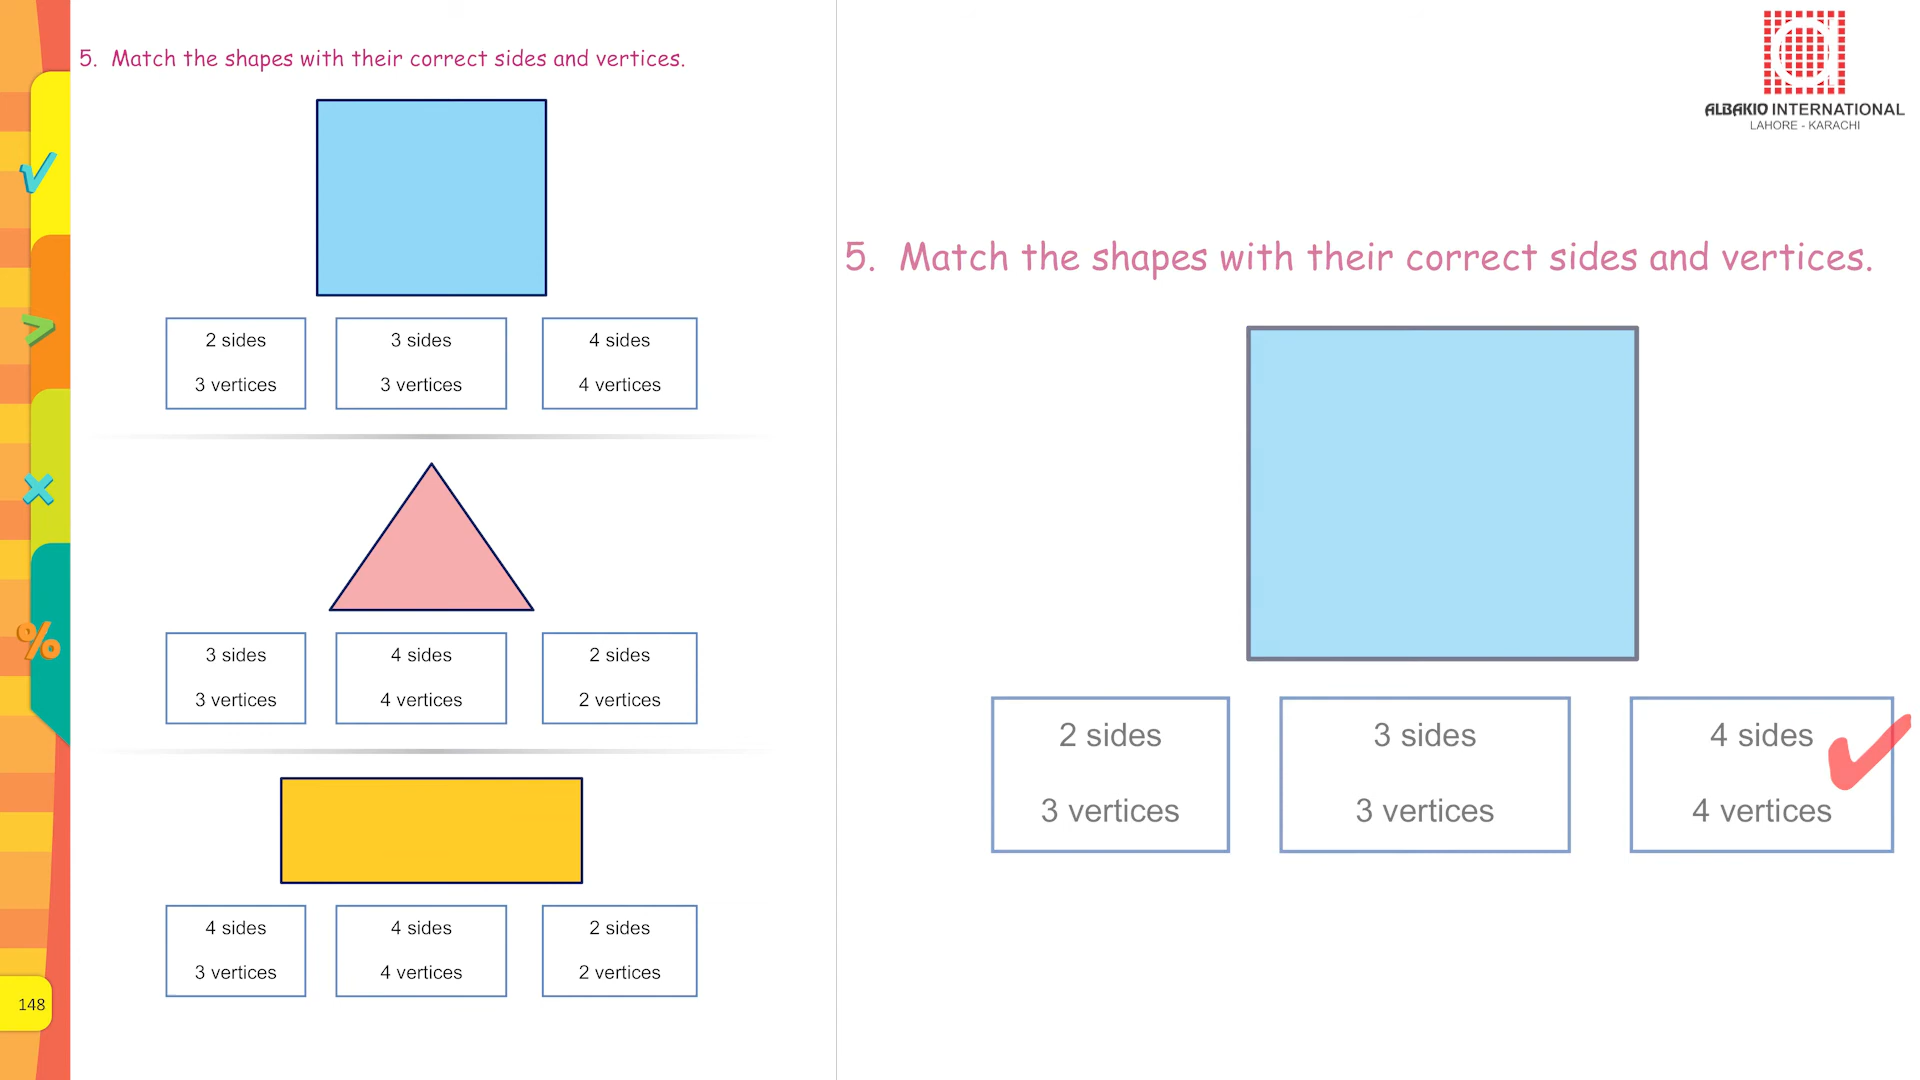 5. Match the shapes with their correct sides and vertices.
2 sides
3 vertices
3 sides
3 vertices
4 sides
4 vertices
3 sides
3 vertices
4 sides
4 vertices
2 sides
2 vertices
4 sides
3 vertices
4 sides
4 vertices
2 sides
2 vertices
148
ALBAKIO INTERNATIONAL
LAHORE - KARACHI
5. Match the shapes with their correct sides and vertices.
2 sides
3 vertices
3 sides
3 vertices
4 sides
4 vertices